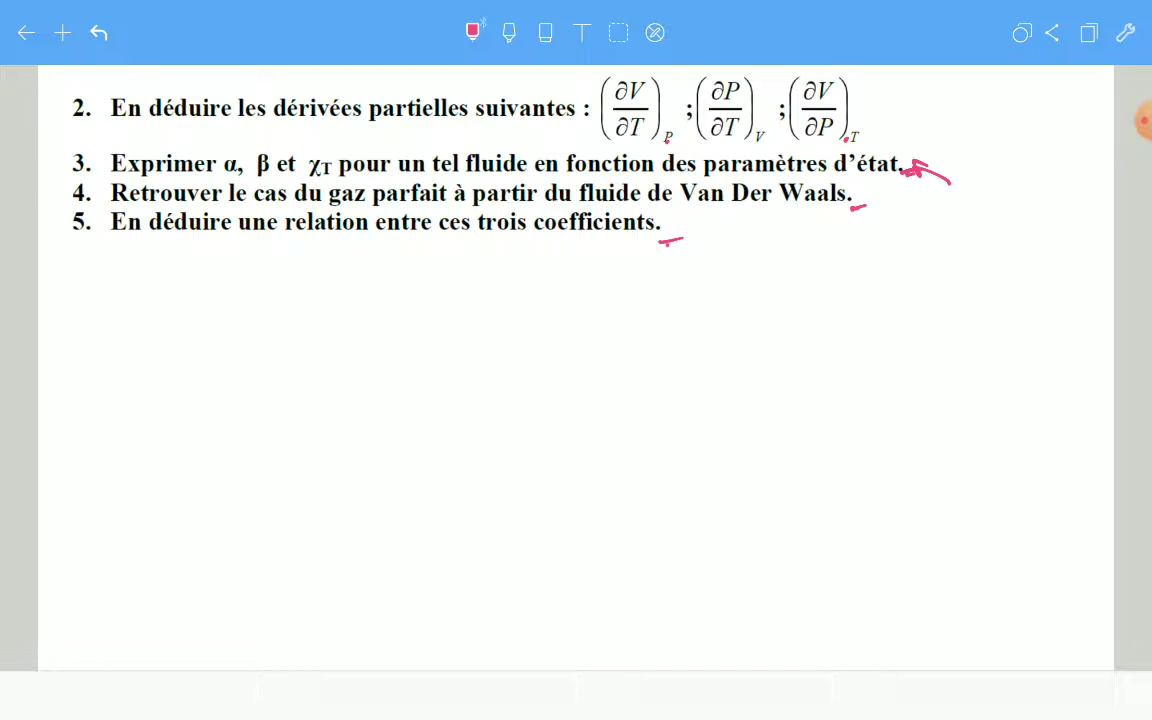 2. En déduire les dérivées partielles suivantes : (∂V/∂T)_P ; (∂P/∂T)_V ; (∂V/∂P)_T
3. Exprimer α, β et χT pour un tel fluide en fonction des paramètres d’état.
4. Retrouver le cas du gaz parfait à partir du fluide de Van Der Waals.
5. En déduire une relation entre ces trois coefficients.